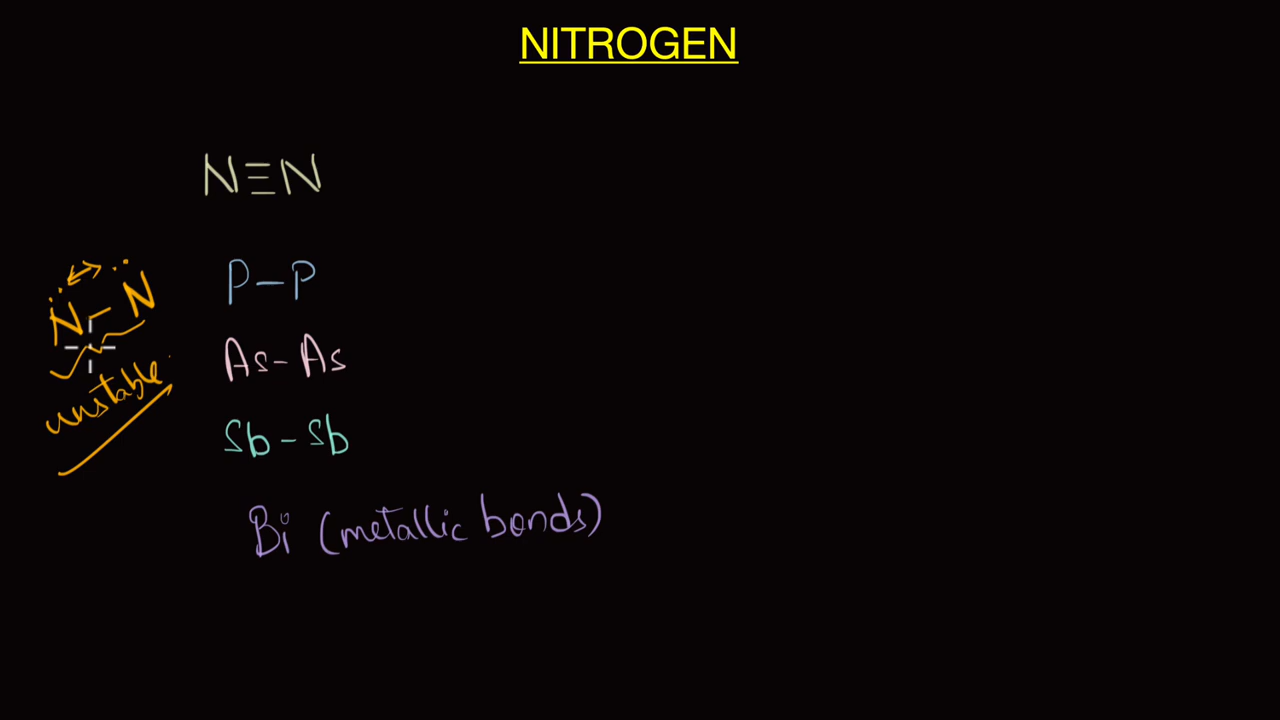 NITROGEN
N≡N
N̈–N̈
P–P
unstable
As–As
Sb–Sb
Bi (metallic bonds)